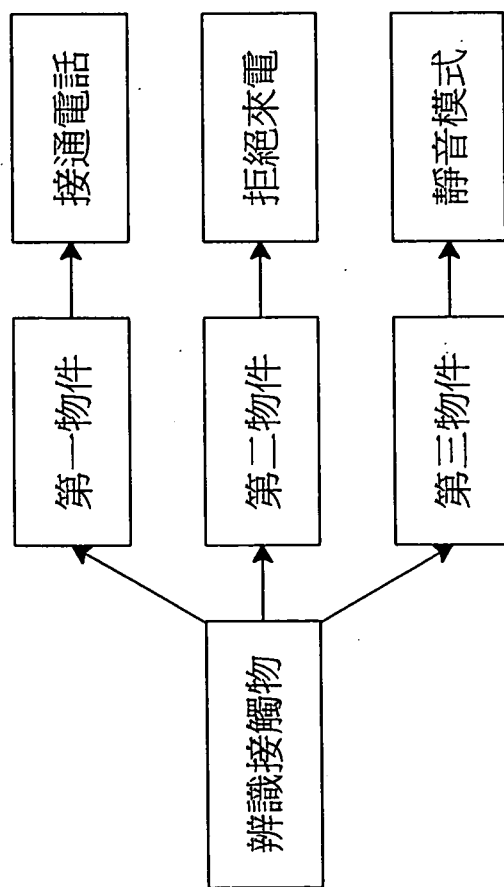 辨識接觸物
第一物件
接通電話
第二物件
拒絕來電
第三物件
靜音模式